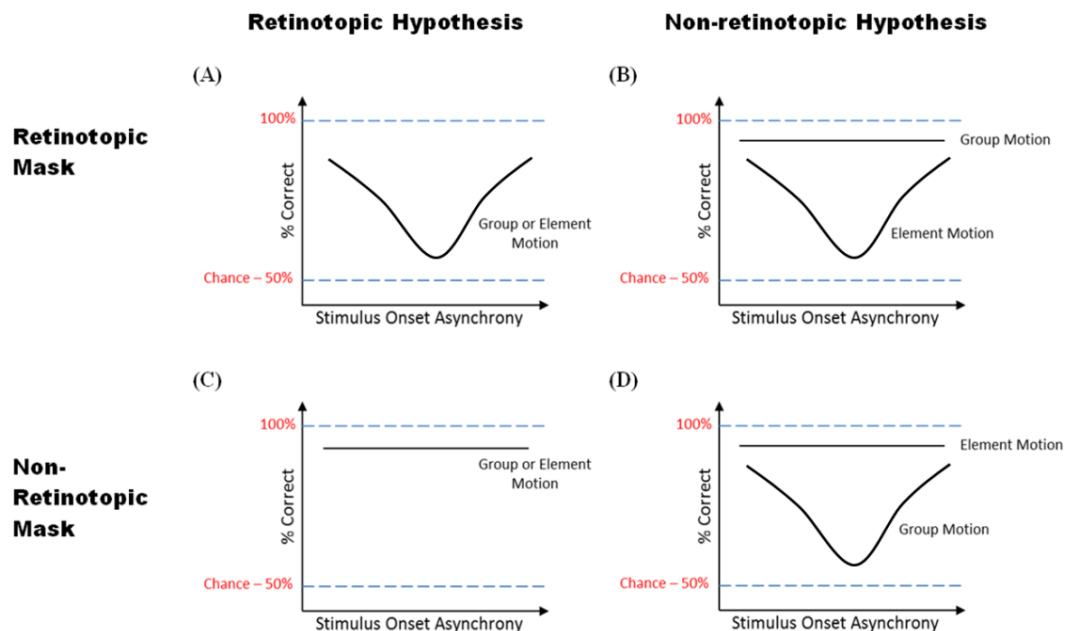 Retinotopic Hypothesis
Non-retinotopic Hypothesis
Retinotopic
Mask
(A)
100%
% Correct
Group or Element
Motion
Chance – 50%
Stimulus Onset Asynchrony
(B)
100%
Group Motion
% Correct
Element Motion
Chance – 50%
Stimulus Onset Asynchrony
Non-
Retinotopic
Mask
(C)
100%
Group or Element
Motion
% Correct
Chance – 50%
Stimulus Onset Asynchrony
(D)
100%
Element Motion
% Correct
Group Motion
Chance – 50%
Stimulus Onset Asynchrony